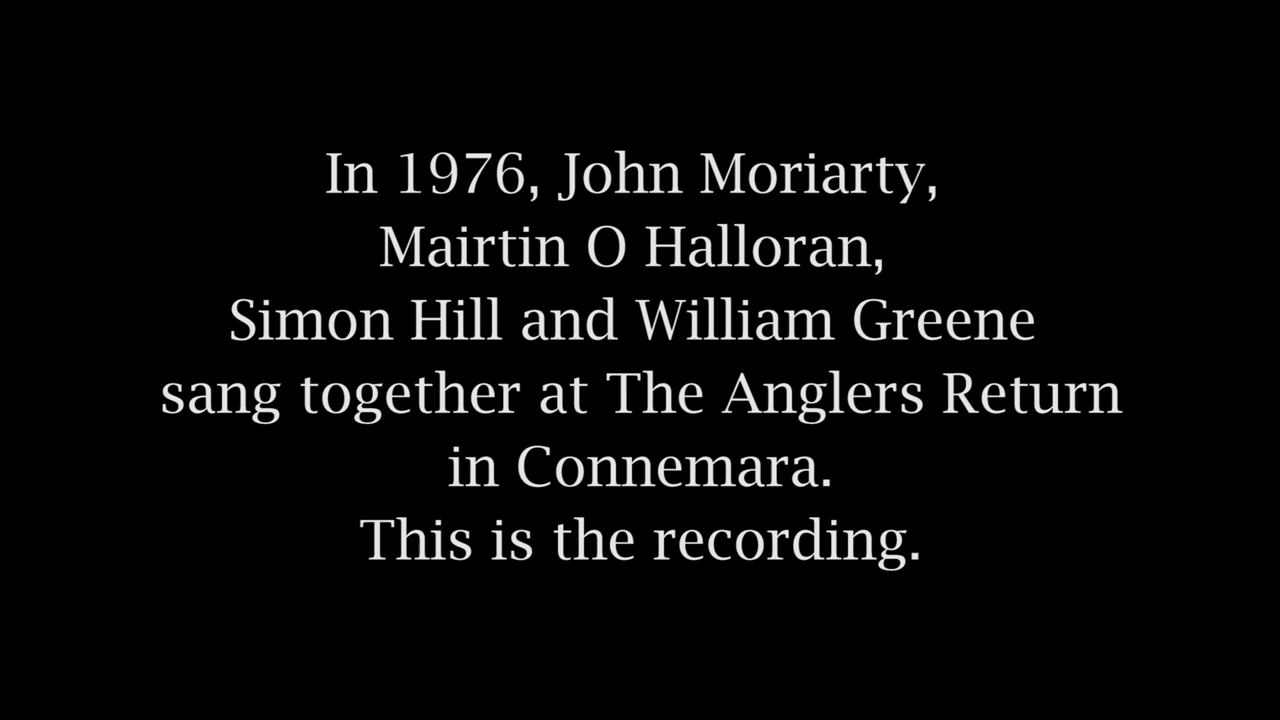 In 1976, John Moriarty,
Mairtin O Halloran,
Simon Hill and William Greene
sang together at The Anglers Return
in Connemara.
This is the recording.